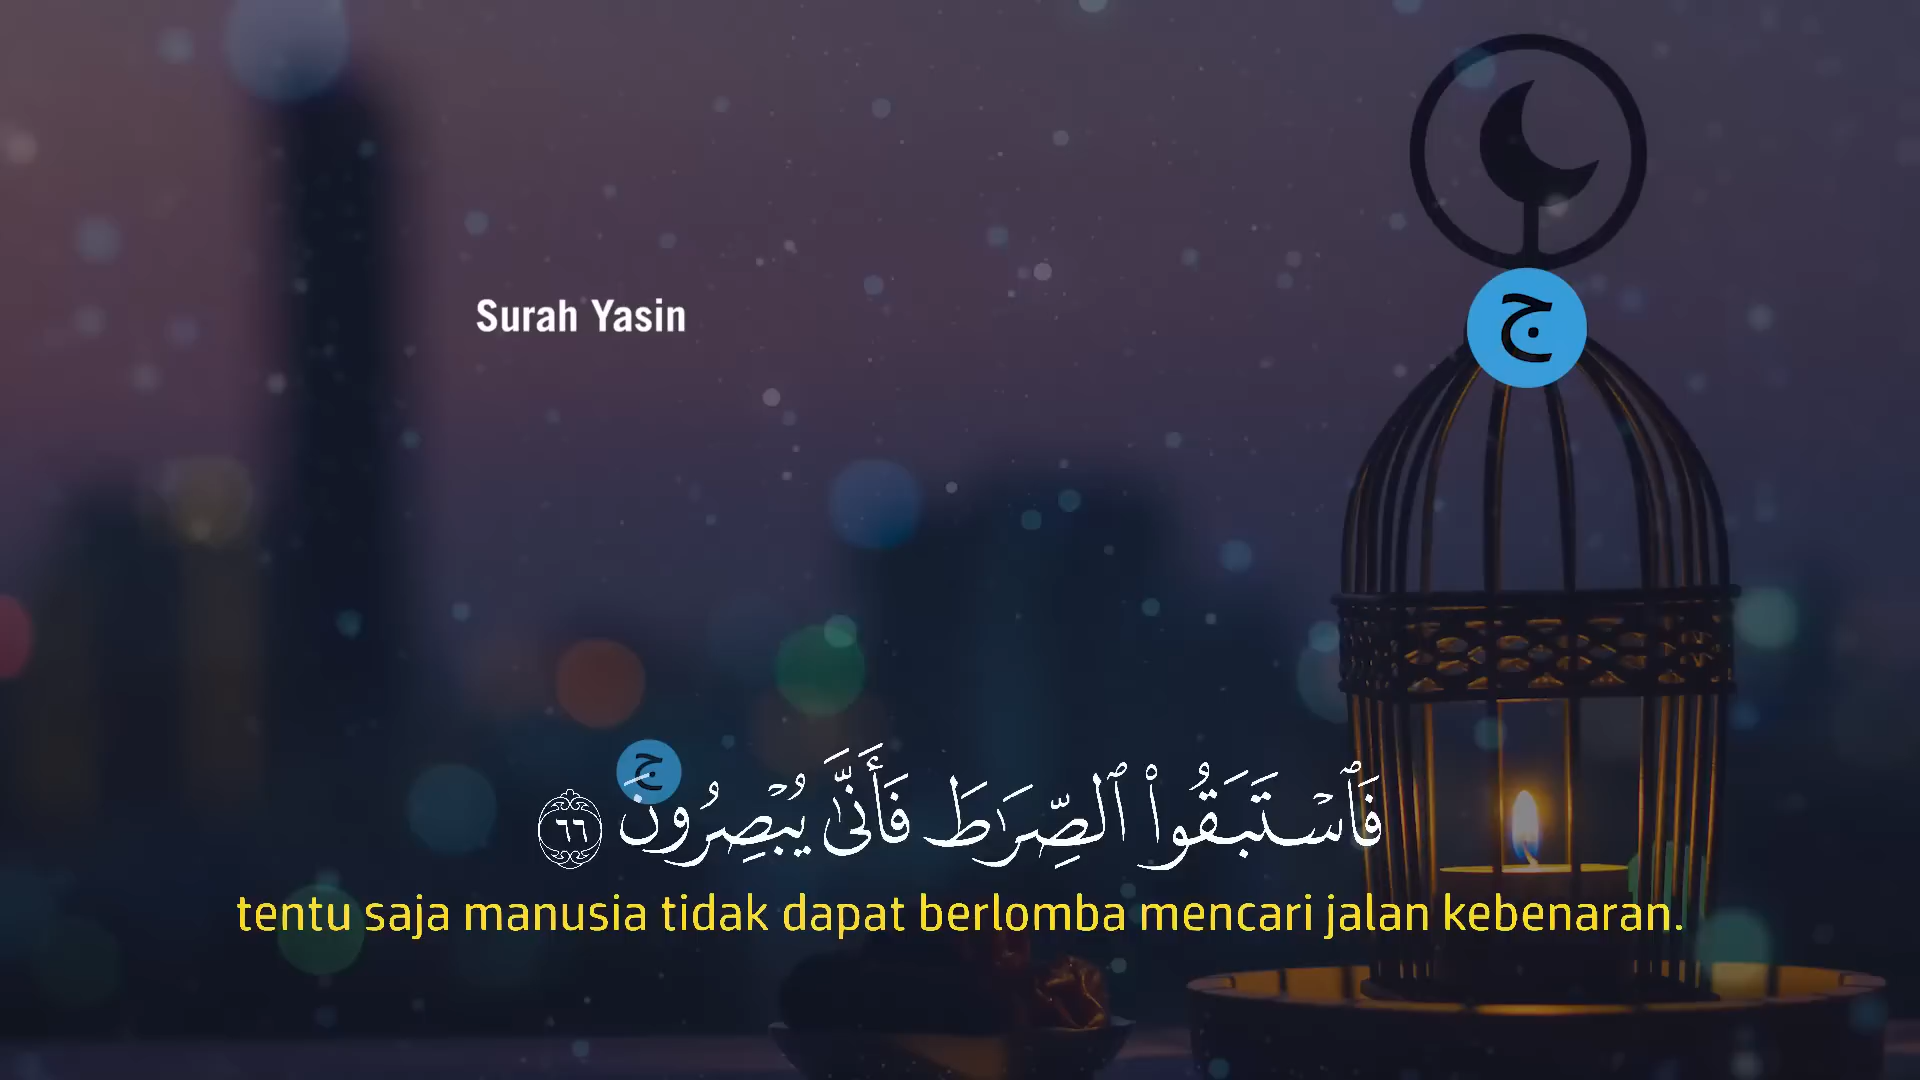 Surah Yasin
ج
ج
فَٱسْتَبَقُوا۟ ٱلصِّرَٰطَ فَأَنَّىٰ يُبْصِرُونَ ٦٦
tentu saja manusia tidak dapat berlomba mencari jalan kebenaran.